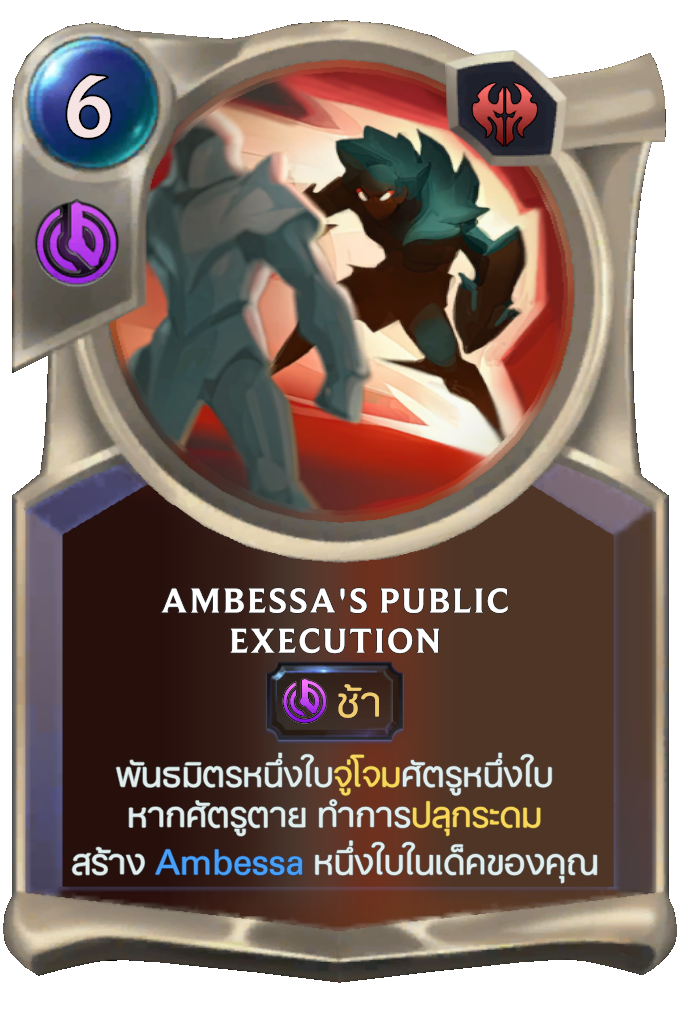 6
AMBESSA'S PUBLIC
EXECUTION
ช้า
พันธมิตรหนึ่งใบจู่โจมศัตรูหนึ่งใบ
หากศัตรูตาย ทำการปลุกระดม
สร้าง Ambessa หนึ่งใบในเด็คของคุณ